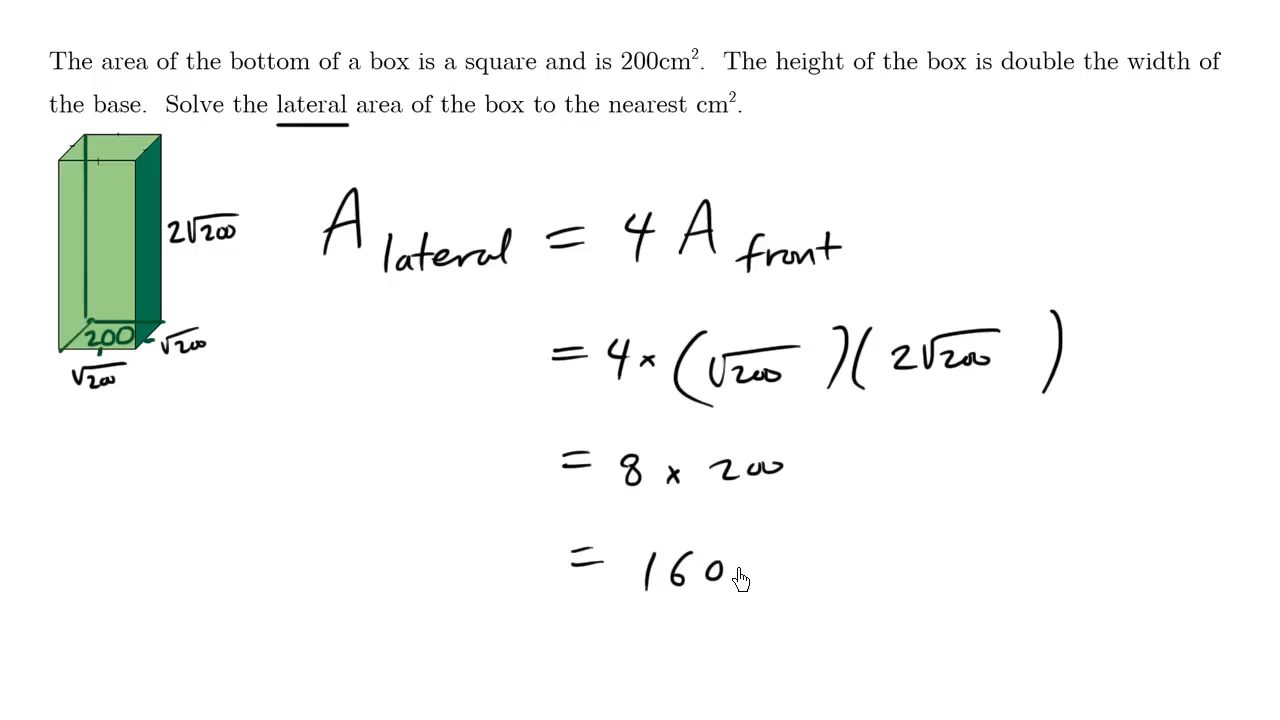 The area of the bottom of a box is a square and is 200cm². The height of the box is double the width of
the base. Solve the lateral area of the box to the nearest cm².
2√200
200
√200
√200
A lateral = 4 A front
= 4 × (√200)(2√200)
= 8 × 200
= 160